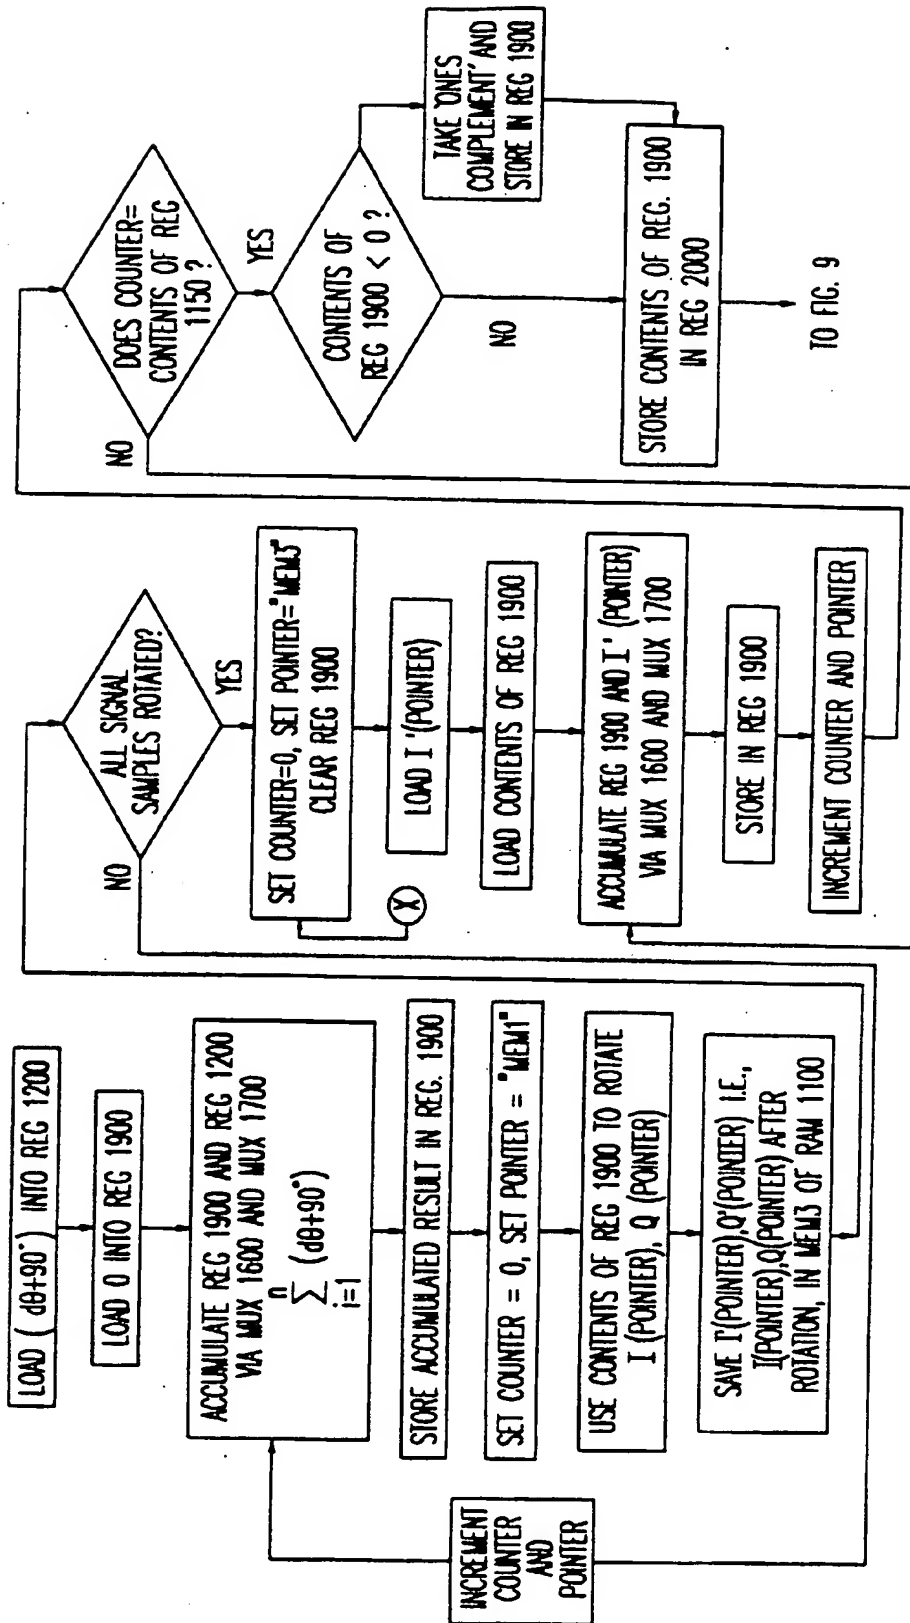 LOAD ( dθ+90°) INTO REG 1200
LOAD 0 INTO REG 1900
ACCUMULATE REG 1900 AND REG 1200
VIA MUX 1600 AND MUX 1700
n
∑ (dθ+90°)
i=1
STORE ACCUMULATED RESULT IN REG. 1900
SET COUNTER = 0, SET POINTER = "MEM1"
USE CONTENTS OF REG 1900 TO ROTATE
I (POINTER), Q (POINTER)
SAVE I'(POINTER),Q'(POINTER) I.E.,
I(POINTER),Q(POINTER) AFTER
ROTATION, IN MEM3 OF RAM 1100
INCREMENT
COUNTER
AND
POINTER
ALL SIGNAL
SAMPLES ROTATED?
NO
YES
SET COUNTER=0, SET POINTER="MEM3"
CLEAR REG 1900
X
LOAD I '(POINTER)
LOAD CONTENTS OF REG 1900
ACCUMULATE REG 1900 AND I ' (POINTER)
VIA MUX 1600 AND MUX 1700
STORE IN REG 1900
INCREMENT COUNTER AND POINTER
DOES COUNTER=
CONTENTS OF REG
1150 ?
NO
YES
CONTENTS OF
REG 1900 < 0 ?
NO
TAKE 'ONES
COMPLEMENT' AND
STORE IN REG 1900
STORE CONTENTS OF REG. 1900
IN REG 2000
TO FIG. 9